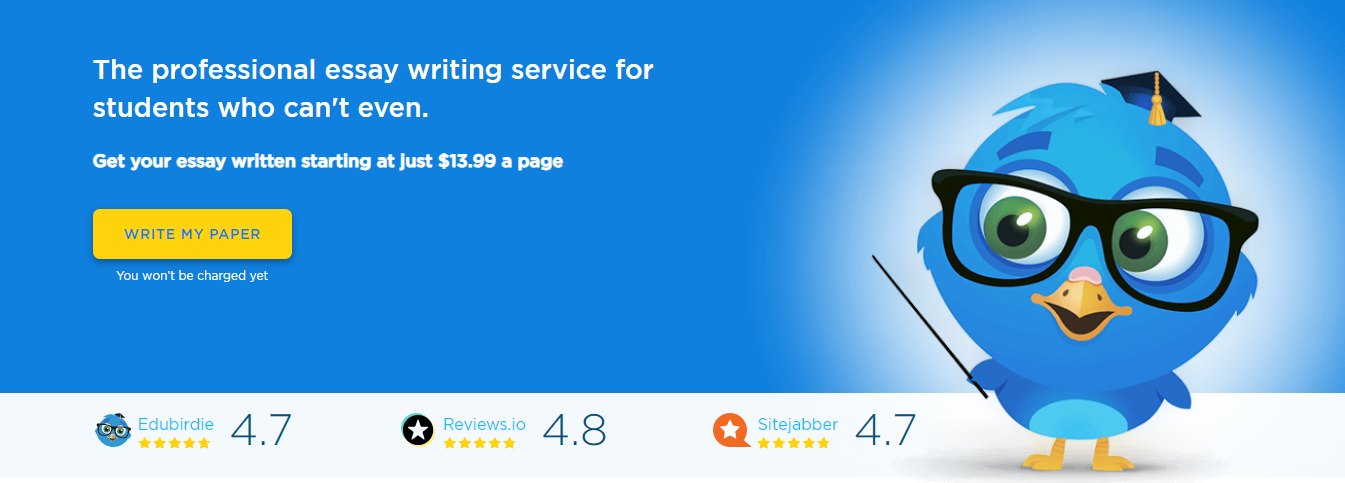 The professional essay writing service for
students who can't even.
Get your essay written starting at just $13.99 a page
WRITE MY PAPER
You won't be charged yet
Edubirdie 4.7
Reviews.io 4.8
Sitejabber 4.7